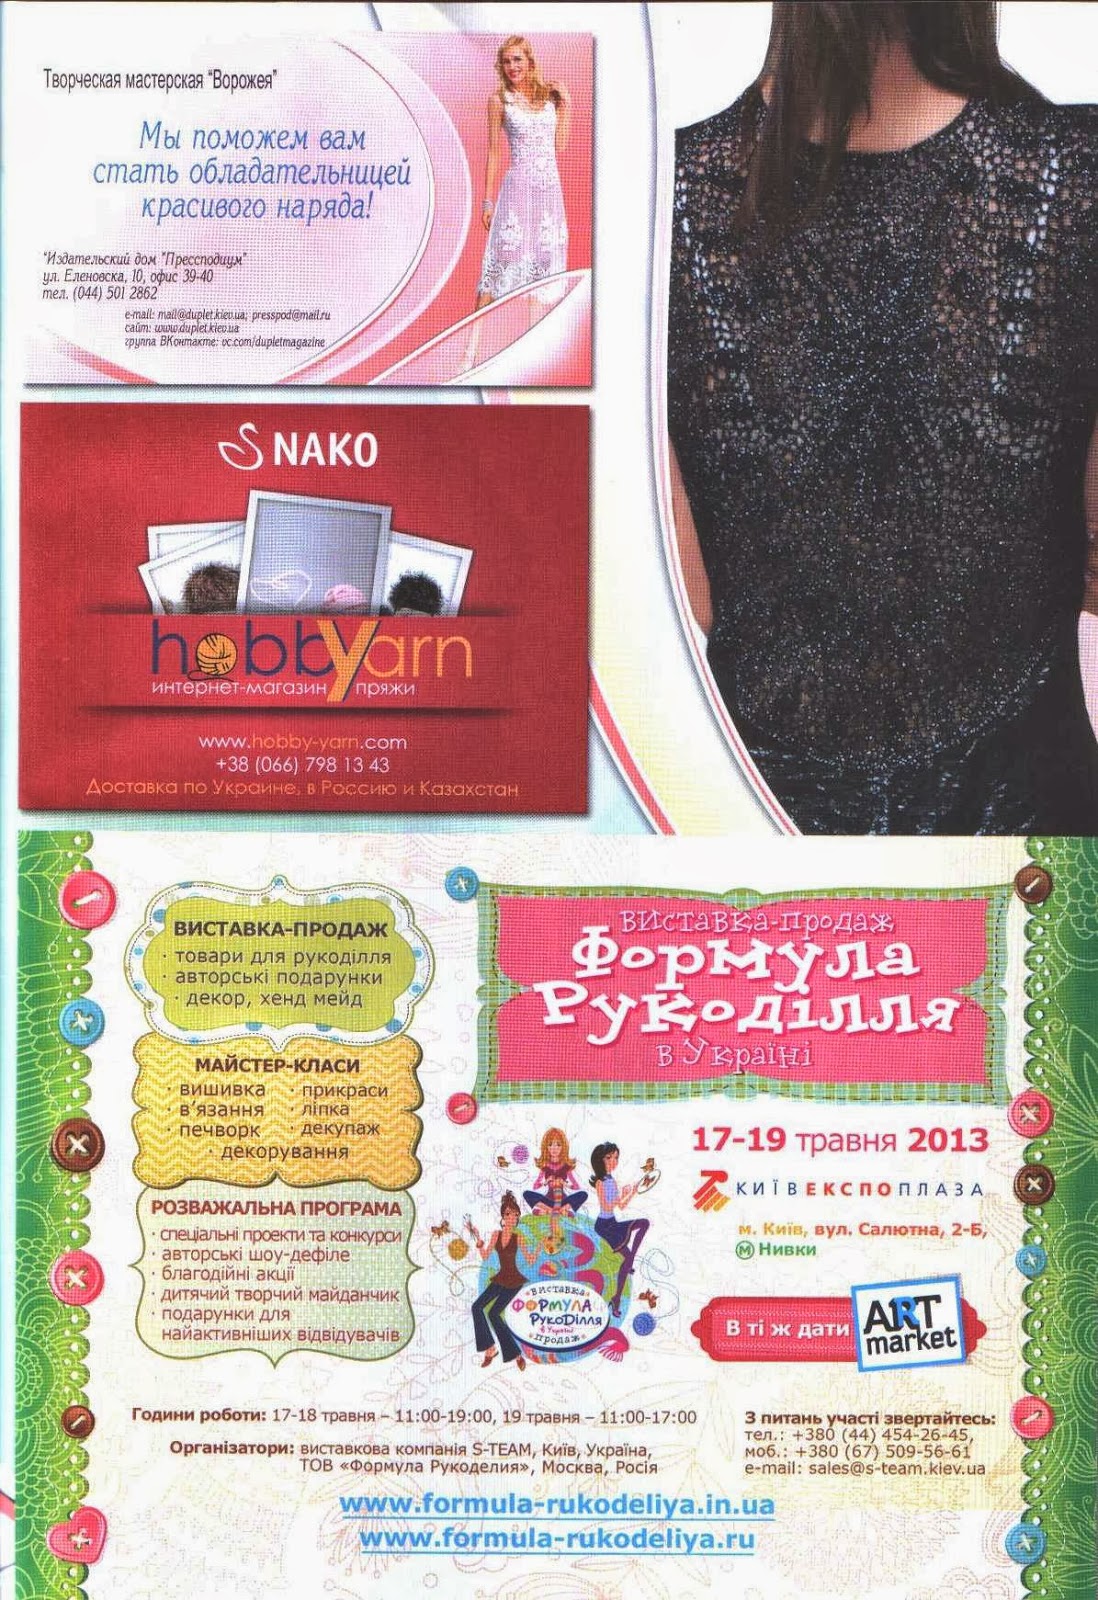 Творческая мастерская "Ворожея"
Мы поможем вам
стать обладательницей
красивого наряда!
"Издательский дом "Прессподиум"
ул. Еленовска, 10, офис 39-40
тел. (044) 501 2862
e-mail: mail@duplet.kiev.ua; presspod@mail.ru
сайт: www.duplet.kiev.ua
группа ВКонтакте: vc.com/dupletmagazine
NAKO
hobbYarn
интернет-магазин пряжи
www.hobby-yarn.com
+38 (066) 798 13 43
Доставка по Украине, в Россию и Казахстан
ВИСТАВКА-ПРОДАЖ
· товари для рукоділля
· авторські подарунки
· декор, хенд мейд
МАЙСТЕР-КЛАСИ
· вишивка · прикраси
· в'язання · ліпка
· печворк · декупаж
· декорування
РОЗВАЖАЛЬНА ПРОГРАМА
· спеціальні проекти та конкурси
· авторські шоу-дефіле
· благодійні акції
· дитячий творчий майданчик
· подарунки для
найактивніших відвідувачів
виставка-продаж
Формула
Рукоділля
в Україні
17-19 травня 2013
КИЇВЕКСПОПЛАЗА
м. Київ, вул. Салютна, 2-Б,
М Нивки
виставка
ФОРМУЛА
РукоДілля
в Україні
продаж
В ті ж дати
ART
market
Години роботи: 17-18 травня – 11:00-19:00, 19 травня – 11:00-17:00
Організатори: виставкова компанія S-TEAM, Київ, Україна,
ТОВ «Формула Рукоделия», Москва, Росія
З питань участі звертайтесь:
тел.: +380 (44) 454-26-45,
моб.: +380 (67) 509-56-61
e-mail: sales@s-team.kiev.ua
www.formula-rukodeliya.in.ua
www.formula-rukodeliya.ru